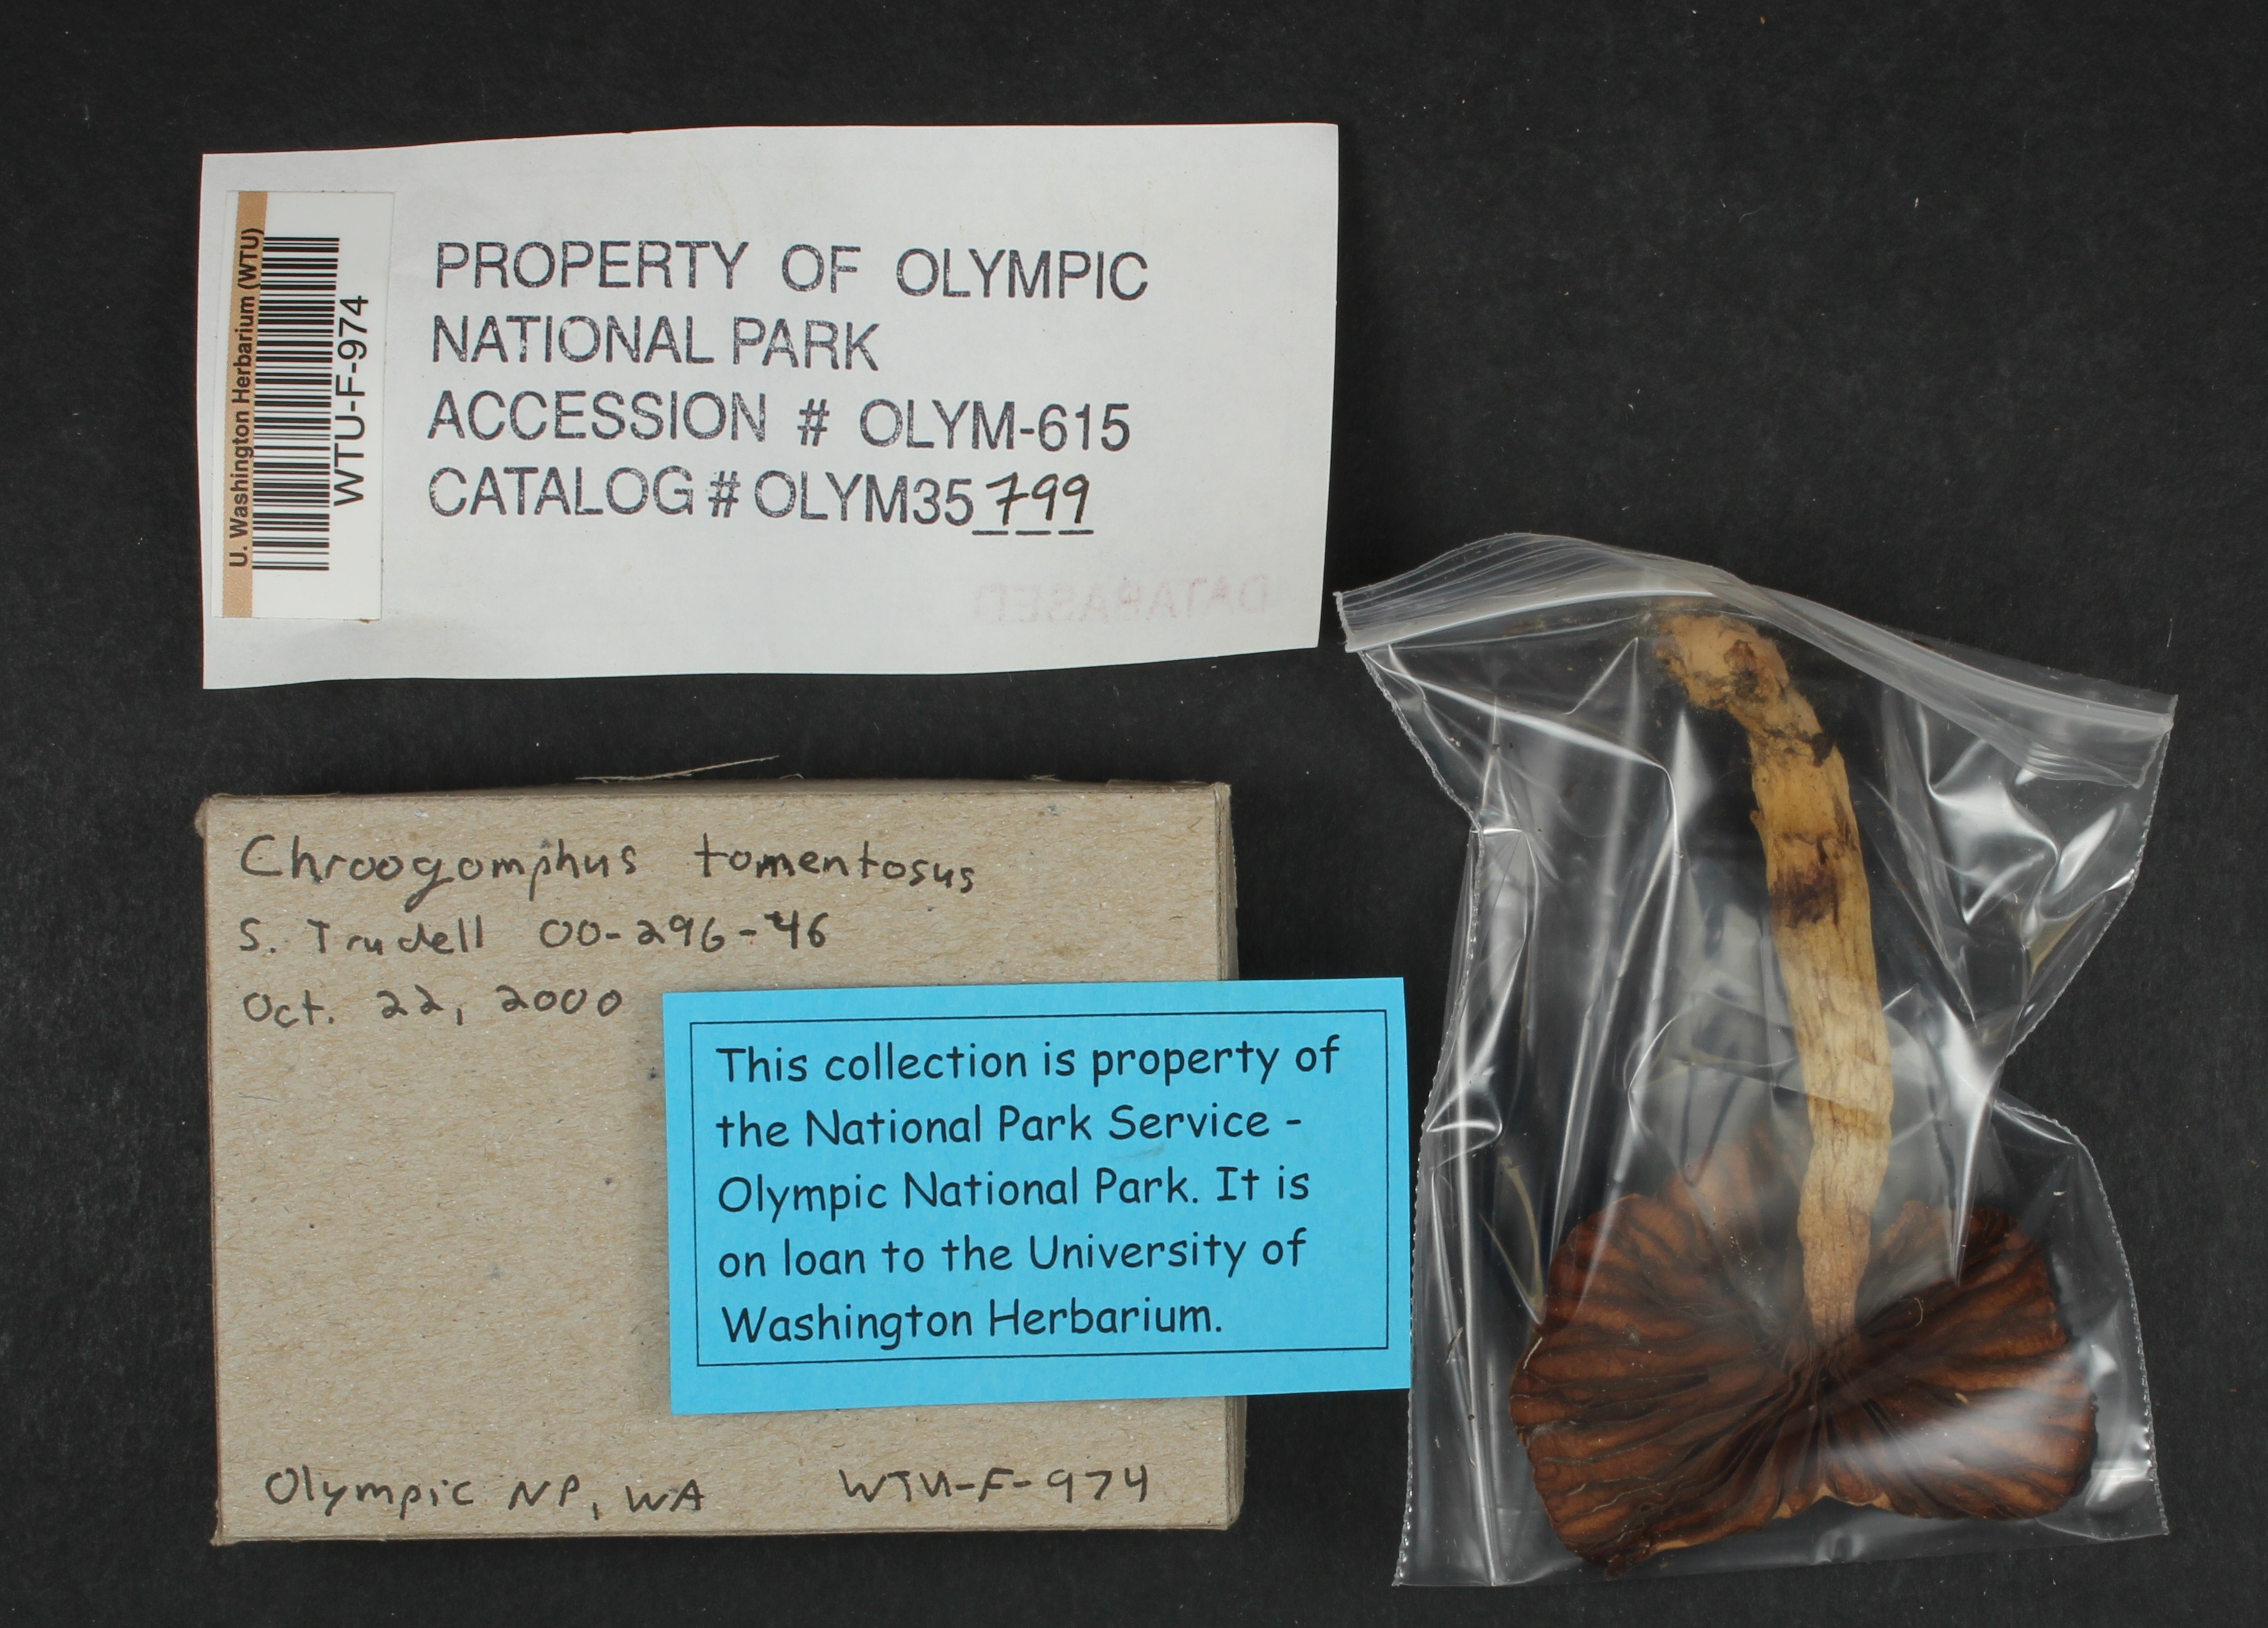 U. Washington Herbarium (WTU)
WTU-F-974
PROPERTY OF OLYMPIC
NATIONAL PARK
ACCESSION # OLYM-615
CATALOG # OLYM35799
DATABASED
Chroogomphus tomentosus
S. Trudell 00-296-46
Oct. 22, 2000
This collection is property of
the National Park Service -
Olympic National Park. It is
on loan to the University of
Washington Herbarium.
Olympic NP, WA WTU-F-974